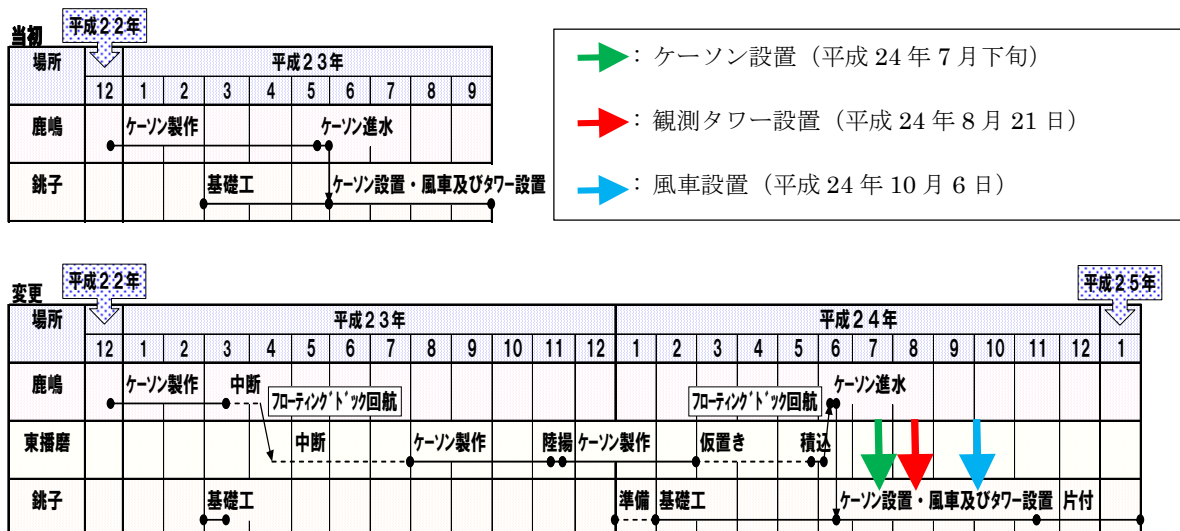 当初
平成22年
場所 平成23年
12 1 2 3 4 5 6 7 8 9
鹿嶋 ケーソン製作 ケーソン進水
銚子 基礎工 ケーソン設置・風車及びタワー設置
：ケーソン設置（平成 24 年 7 月下旬）
：観測タワー設置（平成 24 年 8 月 21 日）
：風車設置（平成 24 年 10 月 6 日）
変更
平成22年 平成25年
場所 平成23年 平成24年
12 1 2 3 4 5 6 7 8 9 10 11 12 1 2 3 4 5 6 7 8 9 10 11 12 1
鹿嶋 ケーソン製作 中断 フローティングドック回航 フローティングドック回航 ケーソン進水
東播磨 中断 ケーソン製作 陸揚 ケーソン製作 仮置き 積込
銚子 基礎工 準備 基礎工 ケーソン設置・風車及びタワー設置 片付